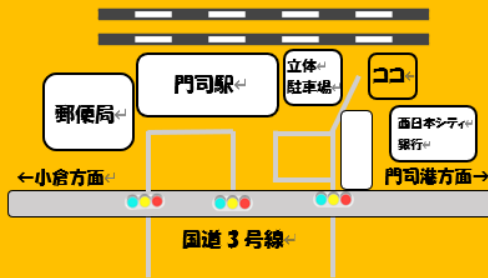 門司駅
立体
駐車場
ココ
郵便局
西日本シティ
銀行
←小倉方面
門司港方面→
国道3号線